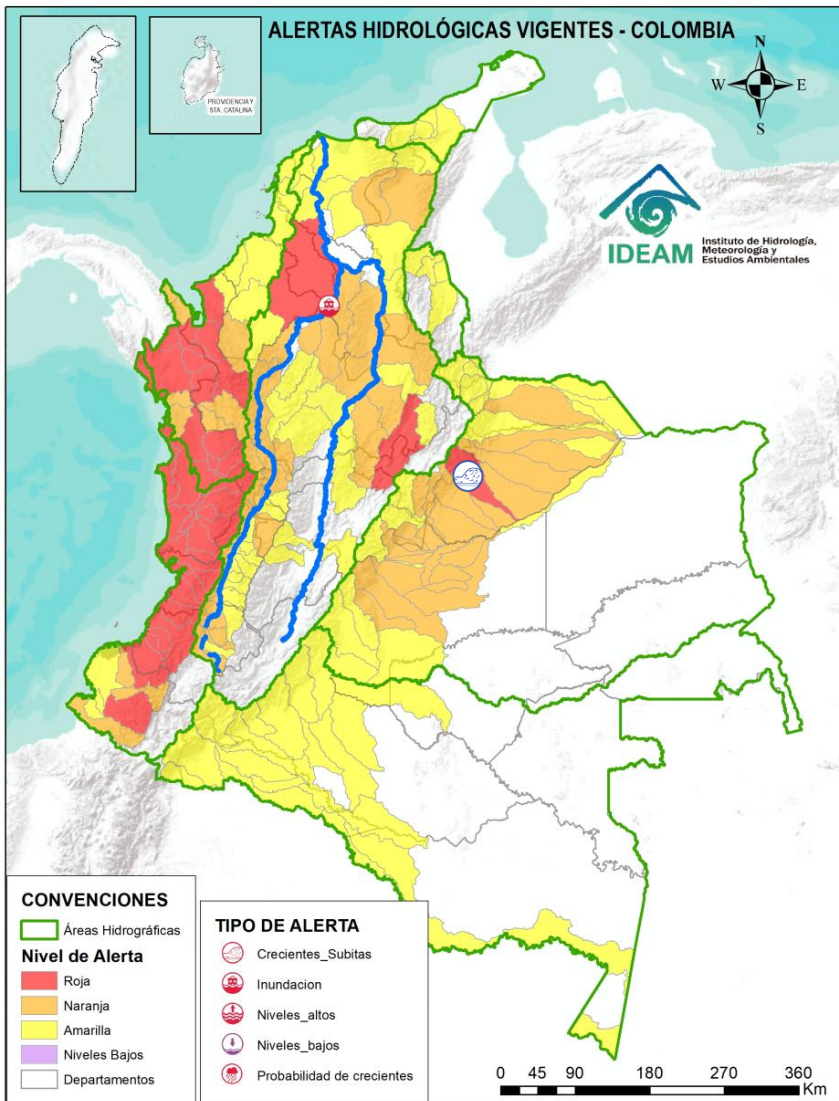 ALERTAS HIDROLÓGICAS VIGENTES - COLOMBIA
PROVIDENCIA Y
STA. CATALINA
N
W
E
S
IDEAM
Instituto de Hidrología,
Meteorología y
Estudios Ambientales
CONVENCIONES
Áreas Hidrográficas
Nivel de Alerta
Roja
Naranja
Amarilla
Niveles Bajos
Departamentos
TIPO DE ALERTA
Crecientes_Subitas
Inundacion
Niveles_altos
Niveles_bajos
Probabilidad de crecientes
0 45 90 180 270 360
Km